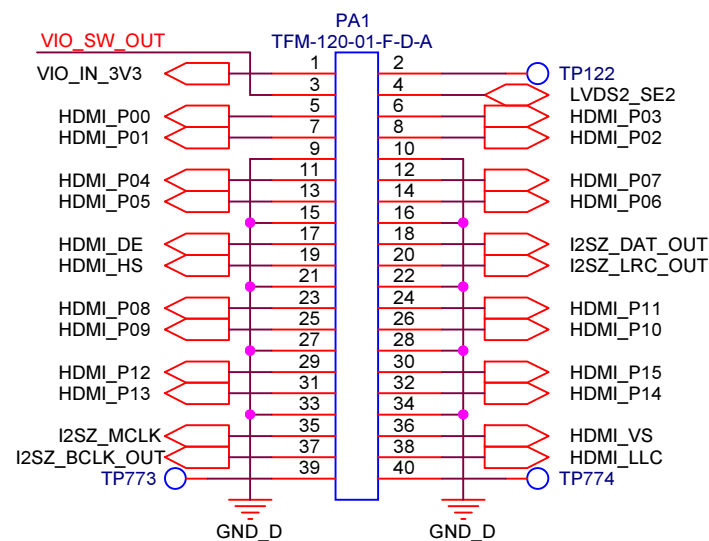 PA1
VIO_SW_OUT
TFM-120-01-F-D-A
VIO_IN_3V3 1 2 TP122
3 4 LVDS2_SE2
HDMI_P00 5 6 HDMI_P03
HDMI_P01 7 8 HDMI_P02
9 10
HDMI_P04 11 12 HDMI_P07
HDMI_P05 13 14 HDMI_P06
15 16
HDMI_DE 17 18 I2SZ_DAT_OUT
HDMI_HS 19 20 I2SZ_LRC_OUT
21 22
HDMI_P08 23 24 HDMI_P11
HDMI_P09 25 26 HDMI_P10
27 28
HDMI_P12 29 30 HDMI_P15
HDMI_P13 31 32 HDMI_P14
33 34
I2SZ_MCLK 35 36 HDMI_VS
I2SZ_BCLK_OUT 37 38 HDMI_LLC
TP773 39 40 TP774
GND_D GND_D